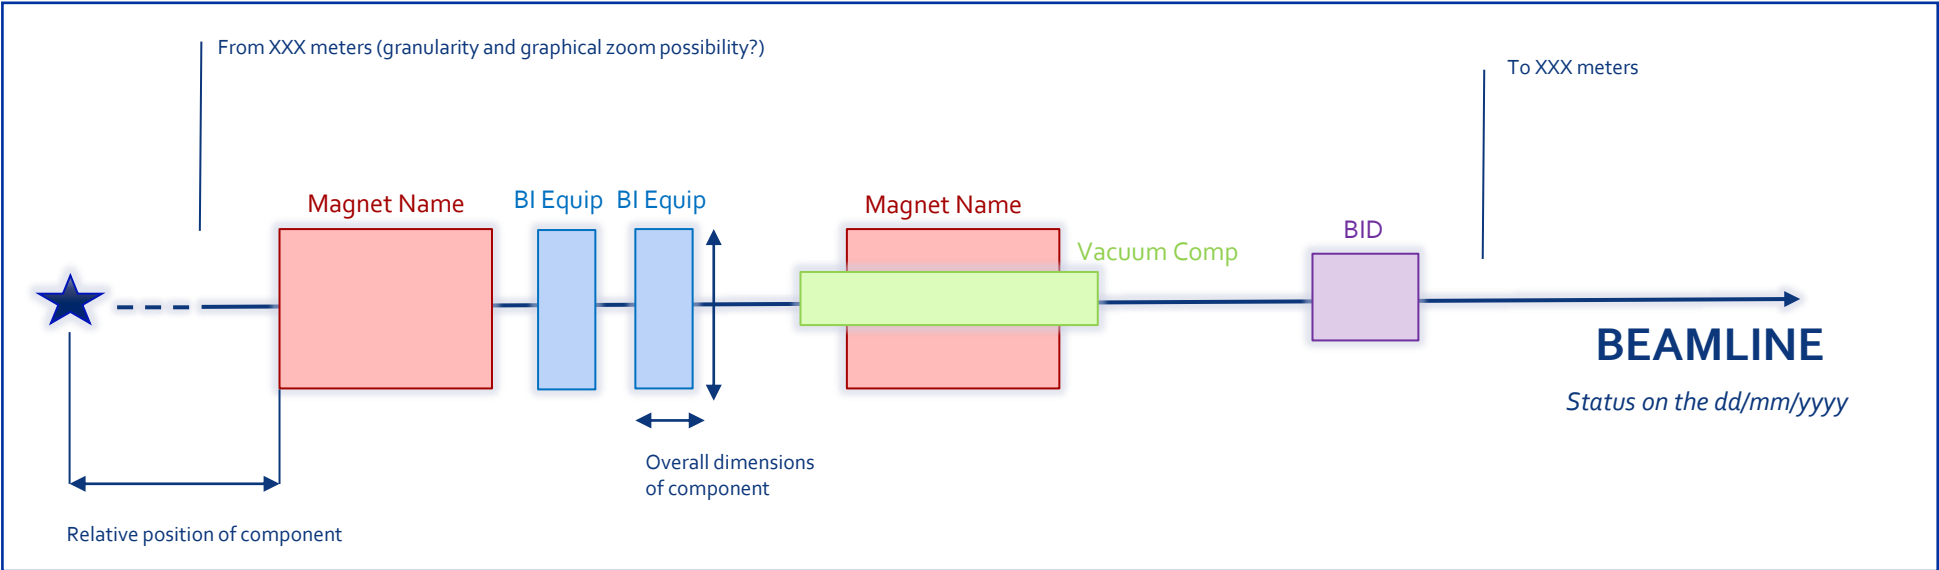 From XXX meters (granularity and graphical zoom possibility?)
To XXX meters
Magnet Name
BI Equip
BI Equip
Magnet Name
BID
Vacuum Comp
BEAMLINE
Status on the dd/mm/yyyy
Overall dimensions
of component
Relative position of component